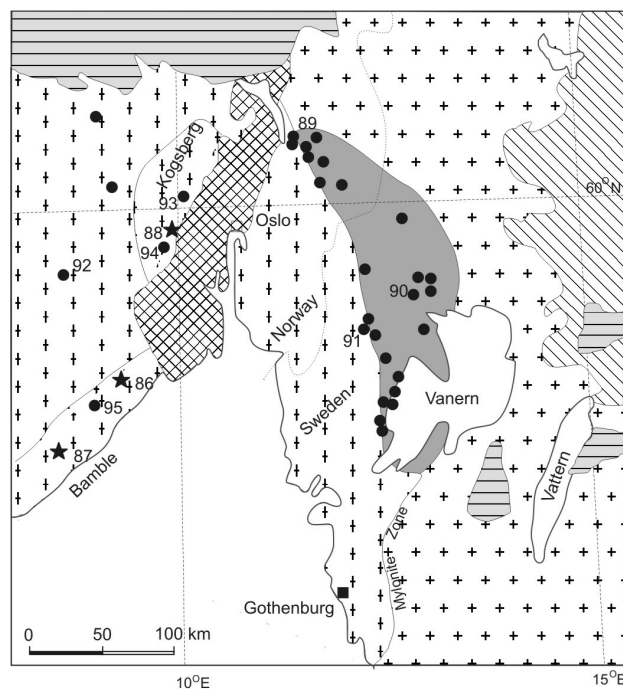 89
Kogsberg
60°N
93
Oslo
88
94
92
90
Norway
91
86
Sweden
95
Vanern
87
Bamble
Vattern
Mylonite Zone
Gothenburg
0 50 100 km
10°E
15°E